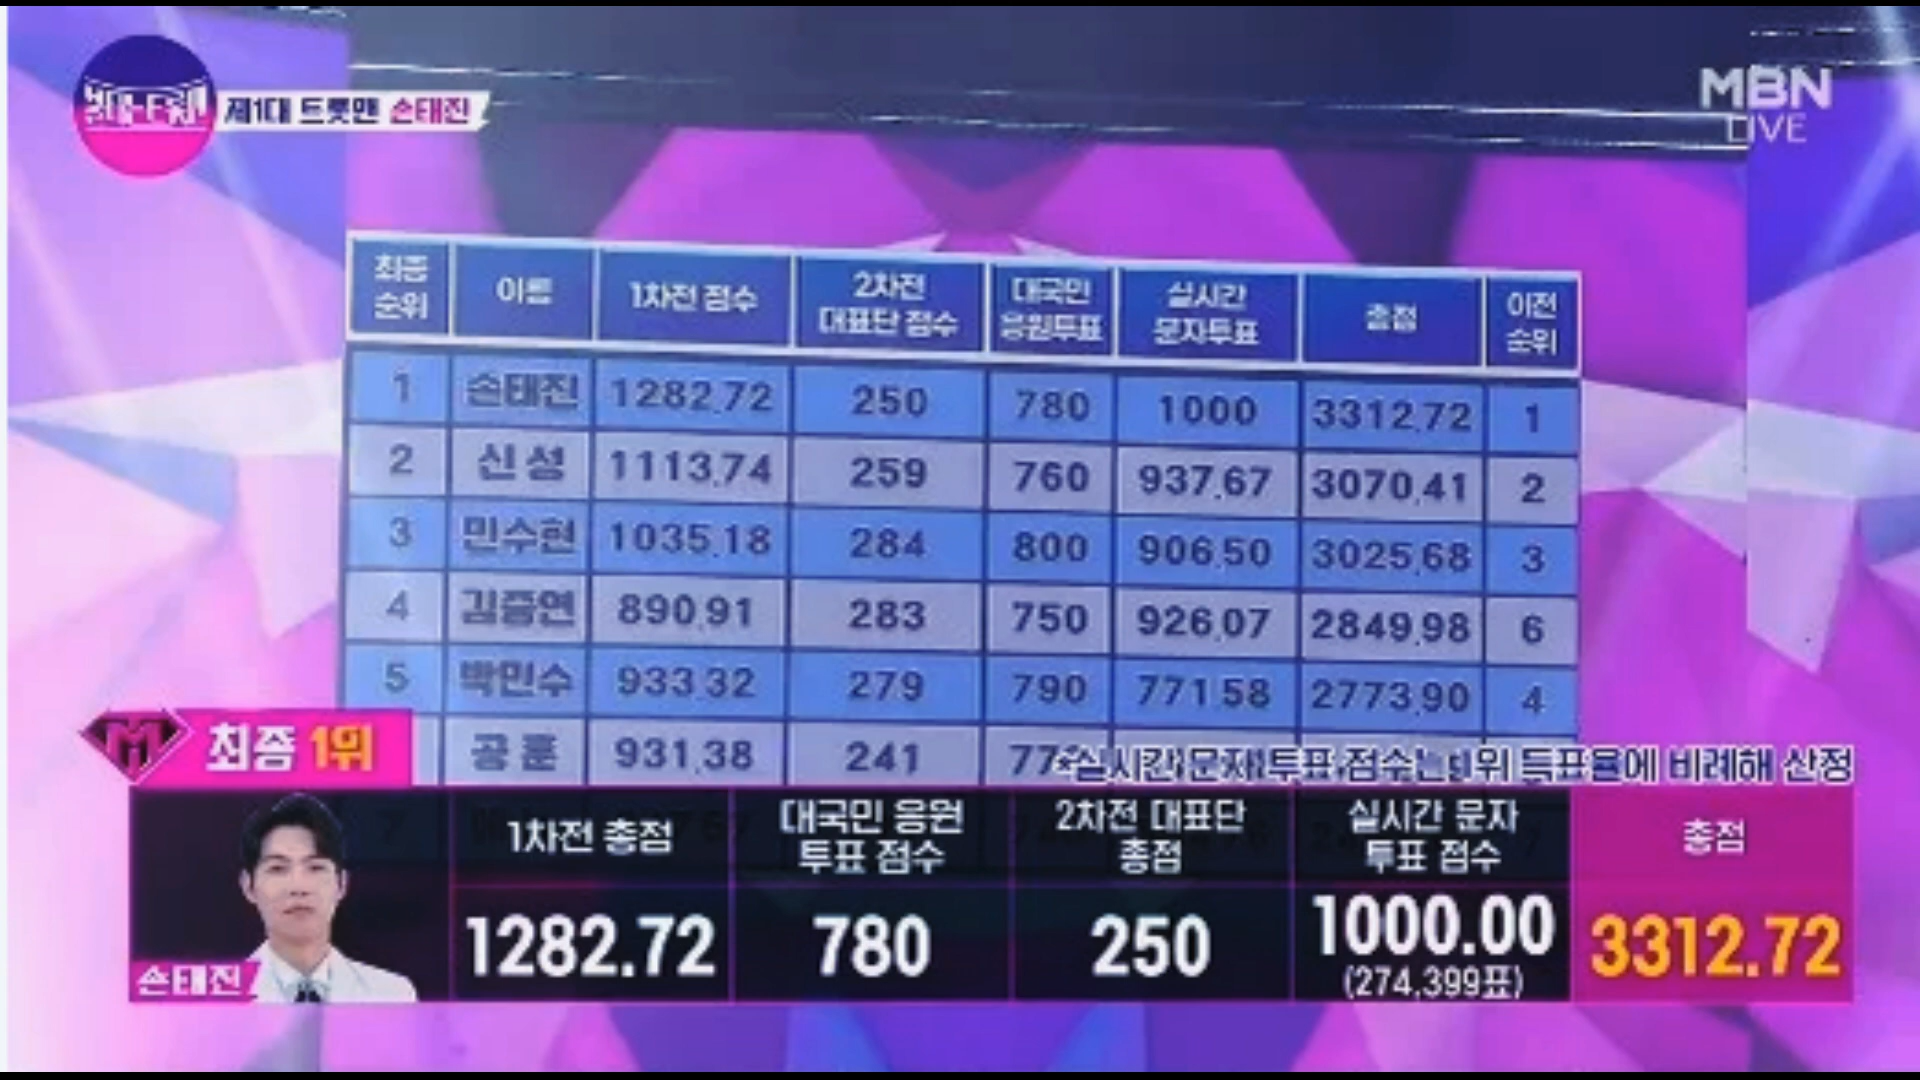 제1대 트롯맨 손태진
MBN
LIVE
최종 순위 이름 1차전 점수 2차전 대표단 점수 대국민 응원투표 실시간 문자투표 총점 이전 순위
1 손태진 1282.72 250 780 1000 3312.72 1
2 신성 1113.74 259 760 937.67 3070.41 2
3 민수현 1035.18 284 800 906.50 3025.68 3
4 김중연 890.91 283 750 926.07 2849.98 6
5 박민수 933.32 279 790 771.58 2773.90 4
공훈 931.38 241
*실시간 문자 투표 점수는 1위 득표율에 비례해 산정
최종 1위
1차전 총점 대국민 응원 투표 점수 2차전 대표단 총점 실시간 문자 투표 점수 총점
1282.72 780 250 1000.00 3312.72
(274,399표)
손태진